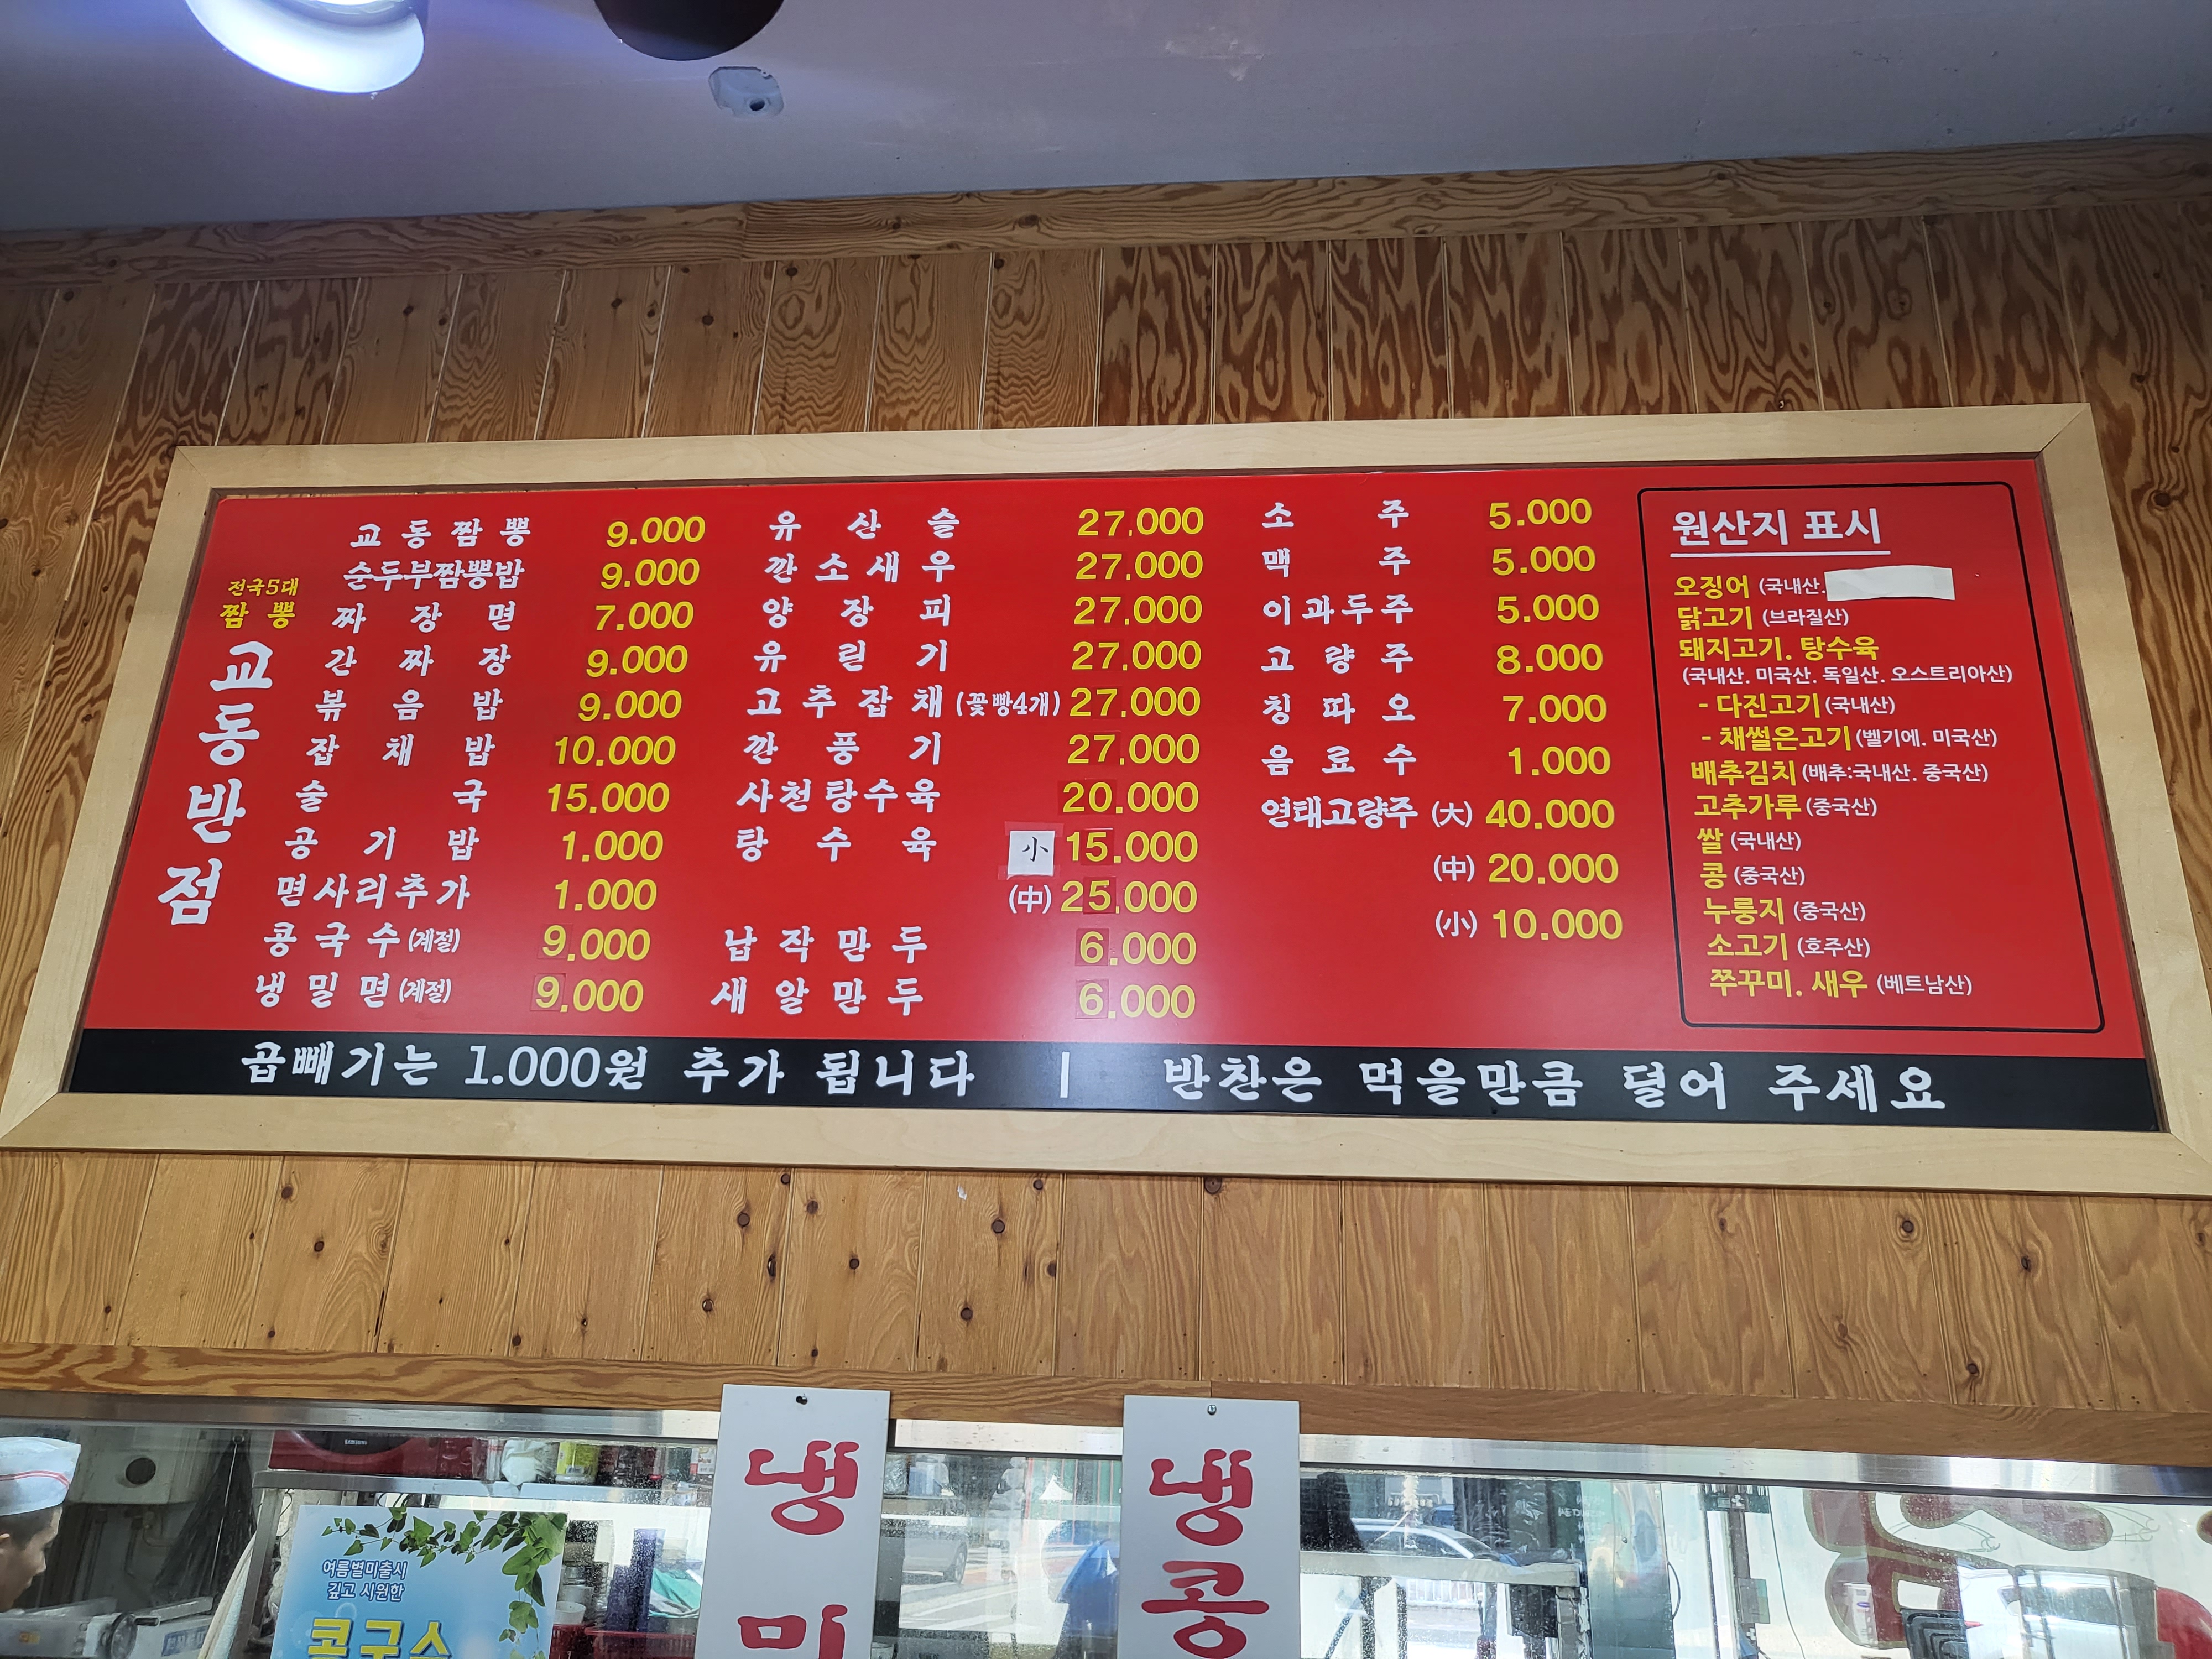 전국5대
짬뽕
교동반점
교동짬뽕 9.000
순두부짬뽕밥 9.000
짜장면 7.000
간짜장 9.000
볶음밥 9.000
잡채밥 10.000
술국 15.000
공기밥 1.000
면사리추가 1.000
콩국수(계절) 9.000
냉밀면(계절) 9.000
유산슬 27.000
깐소새우 27.000
양장피 27.000
유린기 27.000
고추잡채(꽃빵4개) 27.000
깐풍기 27.000
사천탕수육 20.000
탕수육 小 15.000
(中) 25.000
납작만두 6.000
새알만두 6.000
소주 5.000
맥주 5.000
이과두주 5.000
고량주 8.000
칭따오 7.000
음료수 1.000
연태고량주 (大) 40.000
(中) 20.000
(小) 10.000
원산지 표시
오징어 (국내산.
닭고기 (브라질산)
돼지고기. 탕수육
(국내산. 미국산. 독일산. 오스트리아산)
- 다진고기 (국내산)
- 채썰은고기 (벨기에. 미국산)
배추김치 (배추:국내산. 중국산)
고추가루 (중국산)
쌀 (국내산)
콩 (중국산)
누룽지 (중국산)
소고기 (호주산)
쭈꾸미. 새우 (베트남산)
곱빼기는 1.000원 추가 됩니다 | 반찬은 먹을만큼 덜어 주세요
SAMSUNG
여름별미출시
깊고 시원한
콩국수
냉
냉
콩